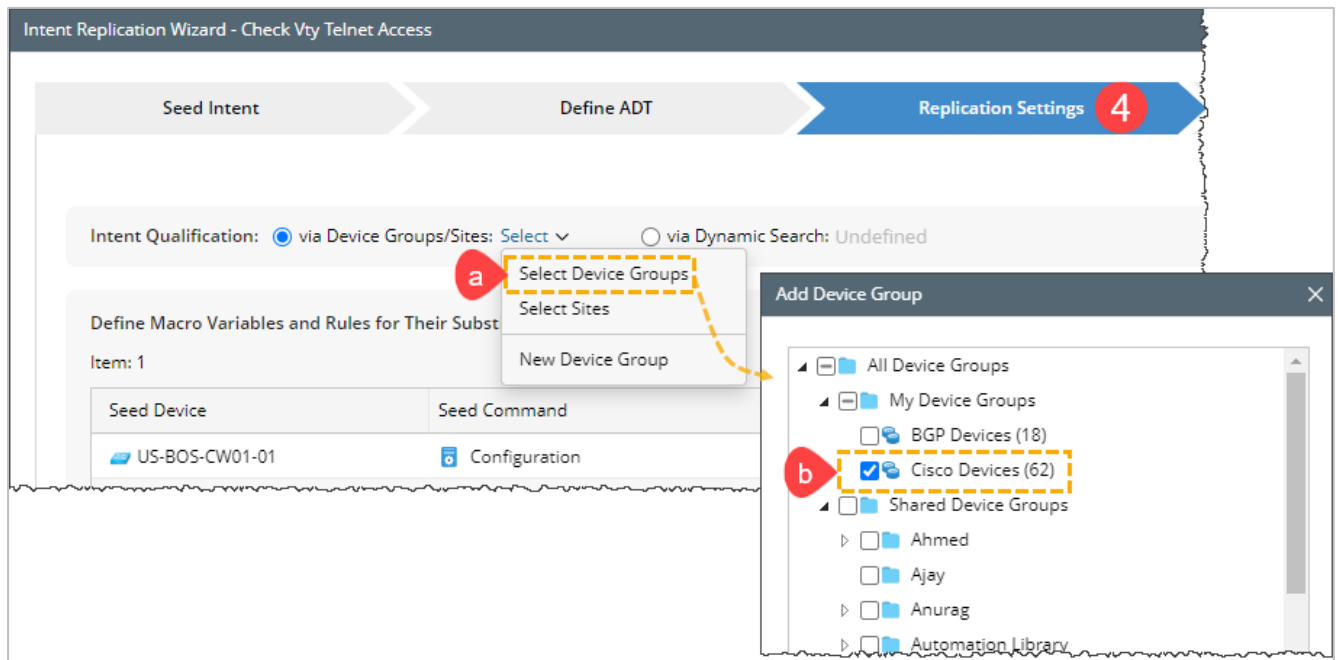 Intent Replication Wizard - Check Vty Telnet Access
Seed Intent
Define ADT
Replication Settings
4
Intent Qualification:
via Device Groups/Sites: Select
via Dynamic Search: Undefined
a
Select Device Groups
Select Sites
New Device Group
Define Macro Variables and Rules for Their Subst
Item: 1
Seed Device
Seed Command
US-BOS-CW01-01
Configuration
Add Device Group
All Device Groups
My Device Groups
BGP Devices (18)
b
Cisco Devices (62)
Shared Device Groups
Ahmed
Ajay
Anurag
Automation Library